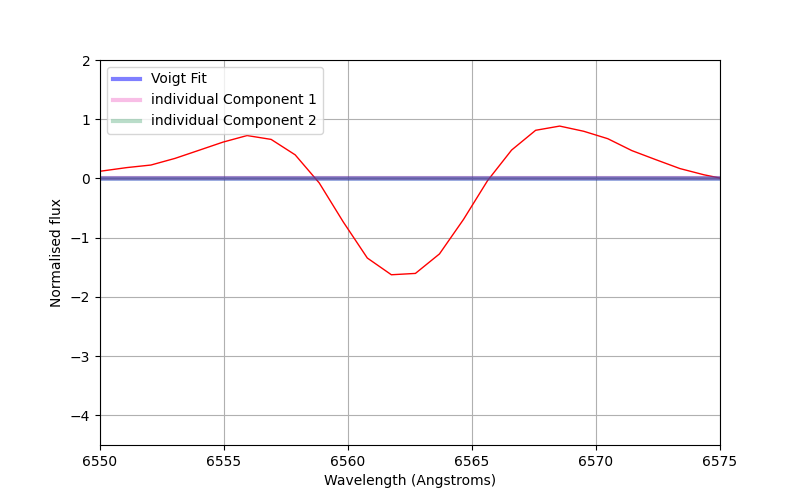 Voigt Fit
individual Component 1
individual Component 2
2
1
0
−1
−2
−3
−4
Normalised flux
6550 6555 6560 6565 6570 6575
Wavelength (Angstroms)